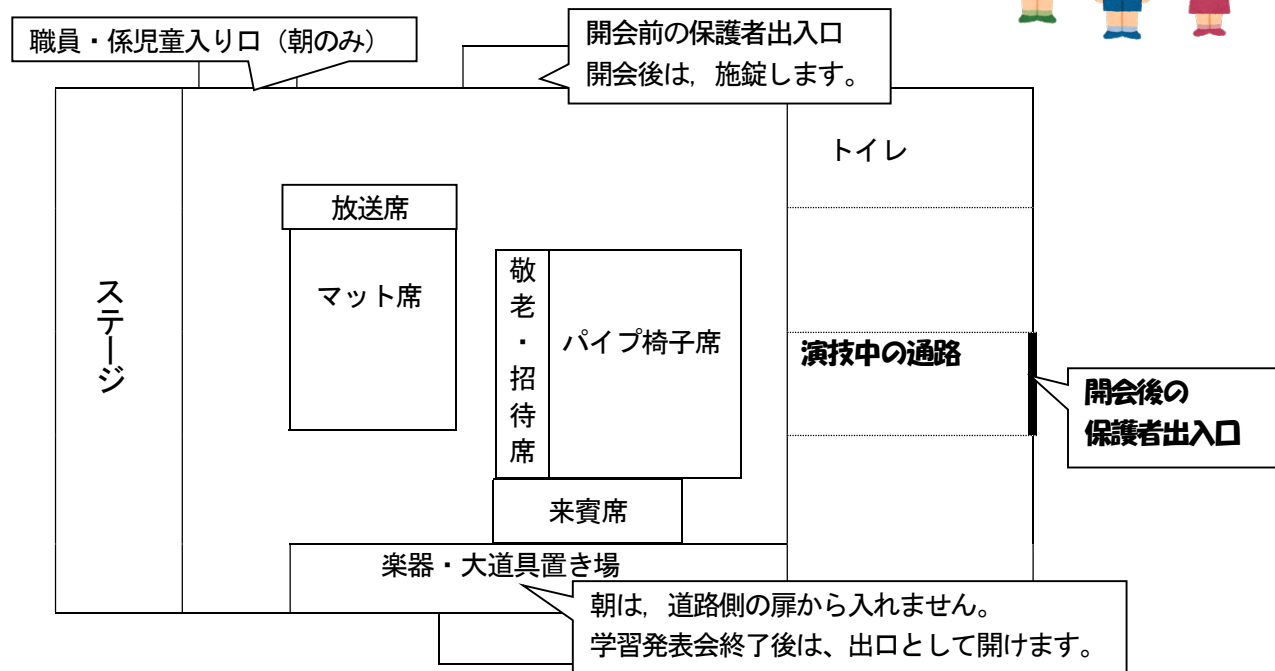 職員・係児童入り口（朝のみ）
開会前の保護者出入口
開会後は，施錠します。
トイレ
放送席
マット席
ステージ
敬老・招待席
パイプ椅子席
演技中の通路
開会後の
保護者出入口
来賓席
楽器・大道具置き場
朝は，道路側の扉から入れません。
学習発表会終了後は、出口として開けます。